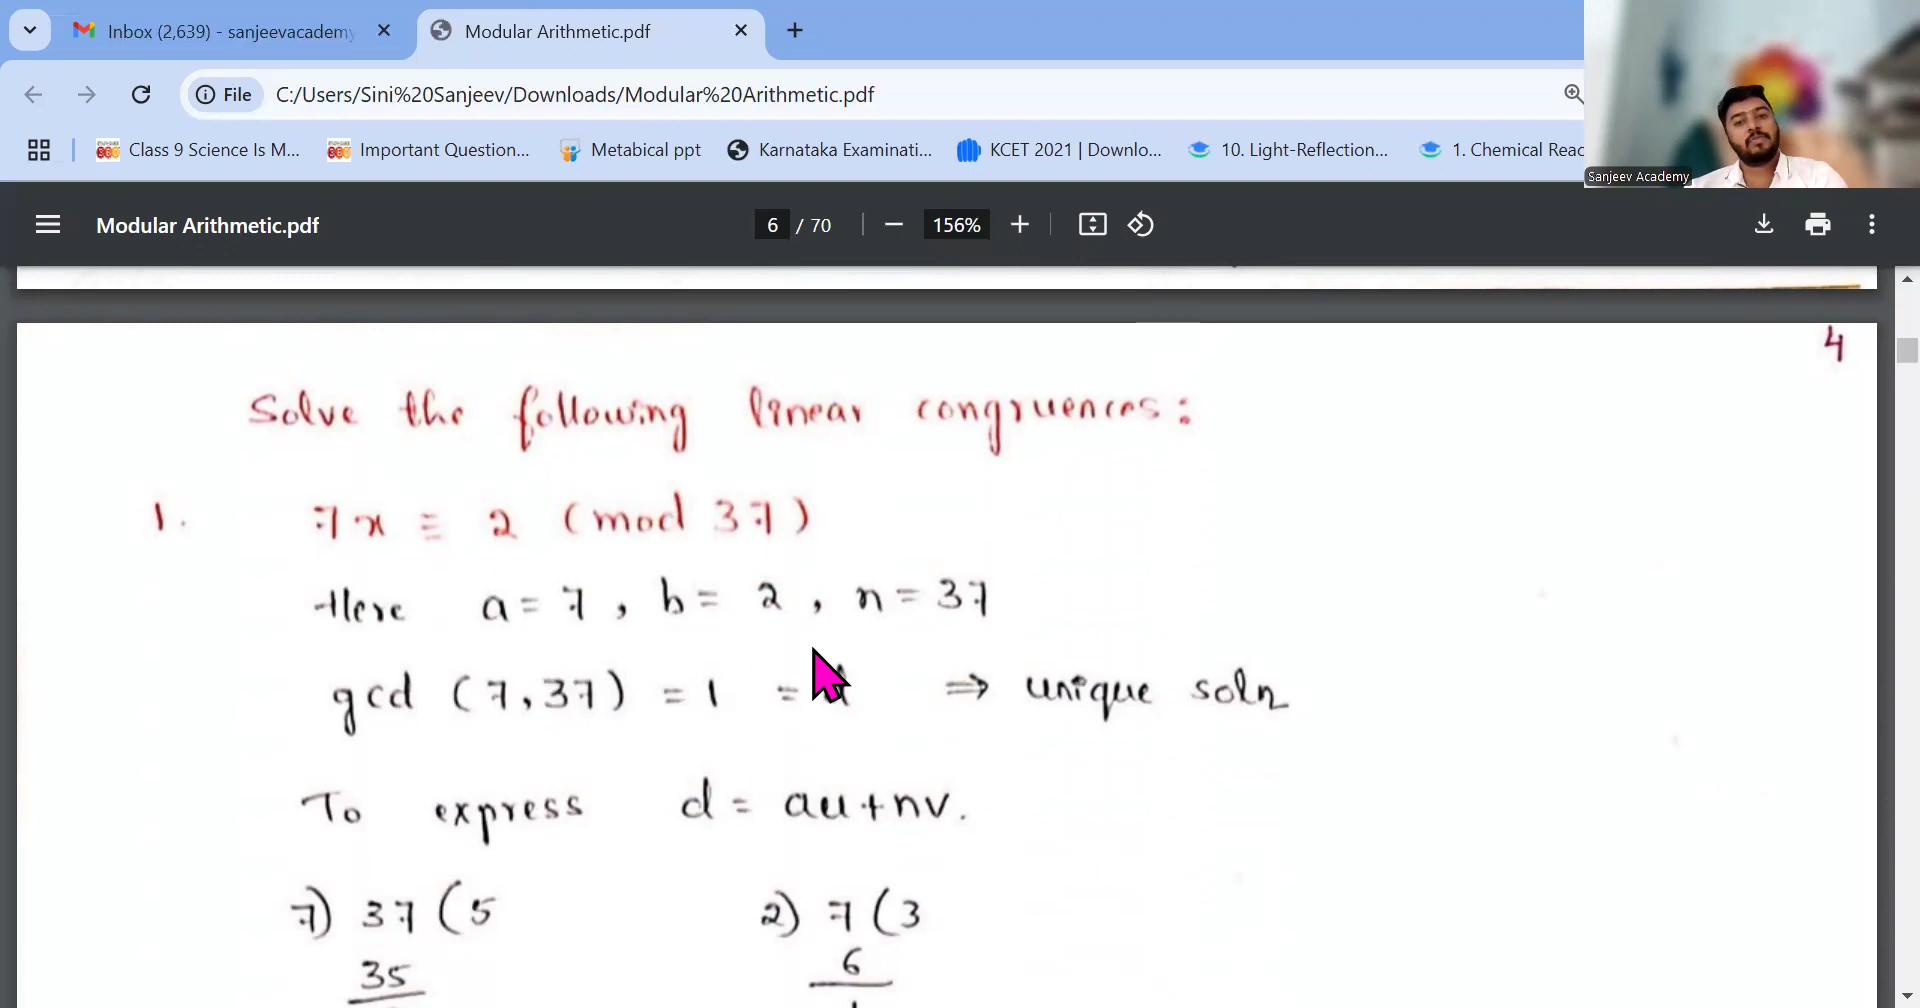 Inbox (2,639) - sanjeevacademy
Modular Arithmetic.pdf
File C:/Users/Sini%20Sanjeev/Downloads/Modular%20Arithmetic.pdf
Class 9 Science Is M... Important Question... Metabical ppt Karnataka Examinati... KCET 2021 | Downlo... 10. Light-Reflection... 1. Chemical Reac
Sanjeev Academy
Modular Arithmetic.pdf 6 / 70 156%
4
Solve the following linear congruences:
1. 7x ≡ 2 (mod 37)
Here a = 7, b = 2, n = 37
gcd (7,37) = 1 = ⇒ unique soln
To express d = au+nv.
7) 37 (5 2) 7 (3
35 6